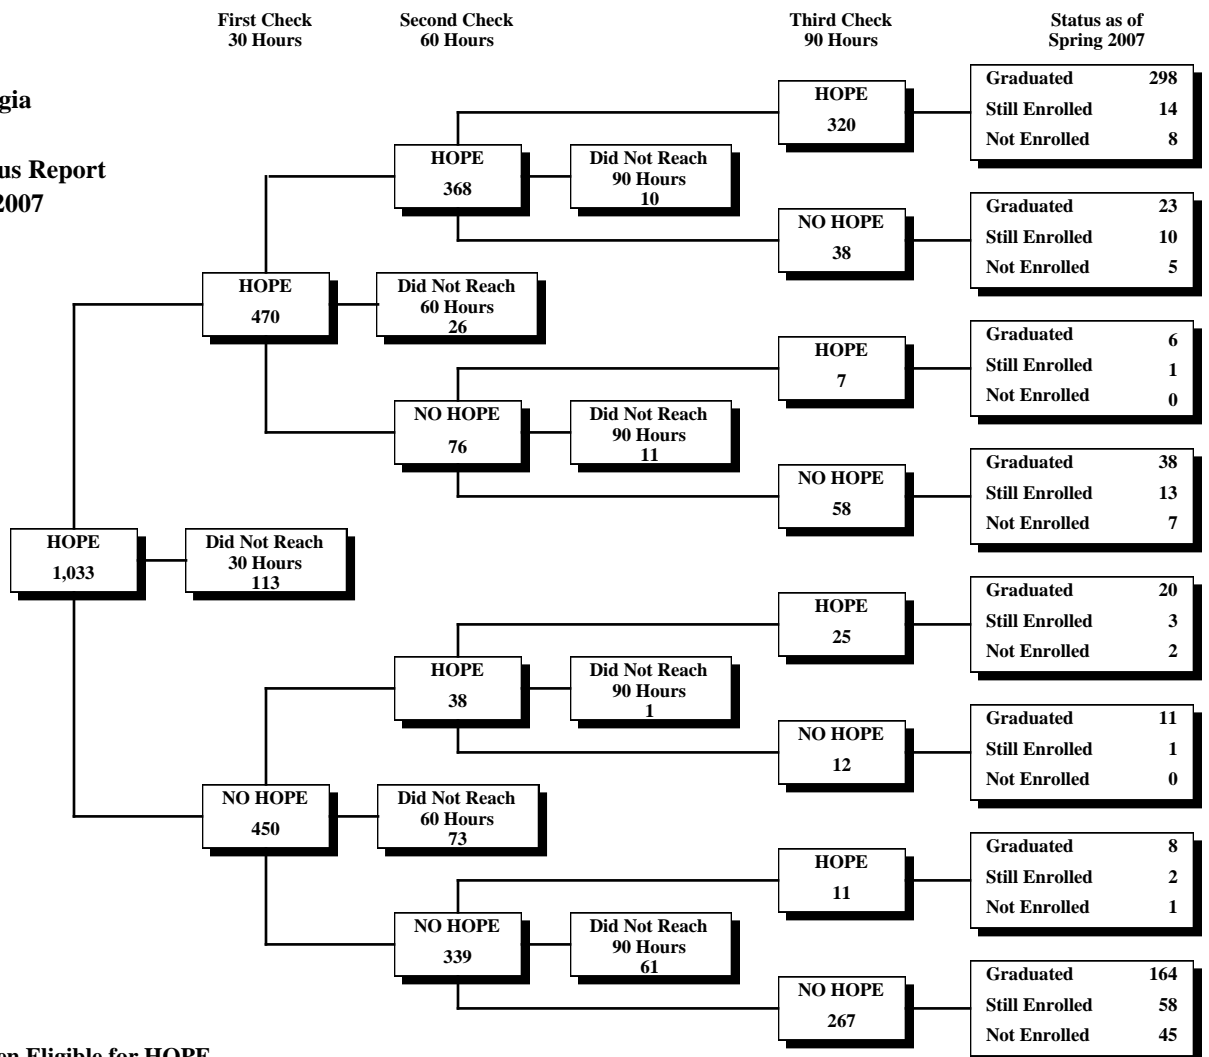 First Check
30 Hours
Second Check
60 Hours
Third Check
90 Hours
Status as of
Spring 2007
gia
us Report
2007
HOPE
1,033
Did Not Reach
30 Hours
113
HOPE
470
Did Not Reach
60 Hours
26
NO HOPE
450
Did Not Reach
60 Hours
73
HOPE
368
Did Not Reach
90 Hours
10
NO HOPE
76
Did Not Reach
90 Hours
11
HOPE
38
Did Not Reach
90 Hours
1
NO HOPE
339
Did Not Reach
90 Hours
61
HOPE
320
Graduated 298
Still Enrolled 14
Not Enrolled 8
NO HOPE
38
Graduated 23
Still Enrolled 10
Not Enrolled 5
HOPE
7
Graduated 6
Still Enrolled 1
Not Enrolled 0
NO HOPE
58
Graduated 38
Still Enrolled 13
Not Enrolled 7
HOPE
25
Graduated 20
Still Enrolled 3
Not Enrolled 2
NO HOPE
12
Graduated 11
Still Enrolled 1
Not Enrolled 0
HOPE
11
Graduated 8
Still Enrolled 2
Not Enrolled 1
NO HOPE
267
Graduated 164
Still Enrolled 58
Not Enrolled 45
en Eligible for HOPE